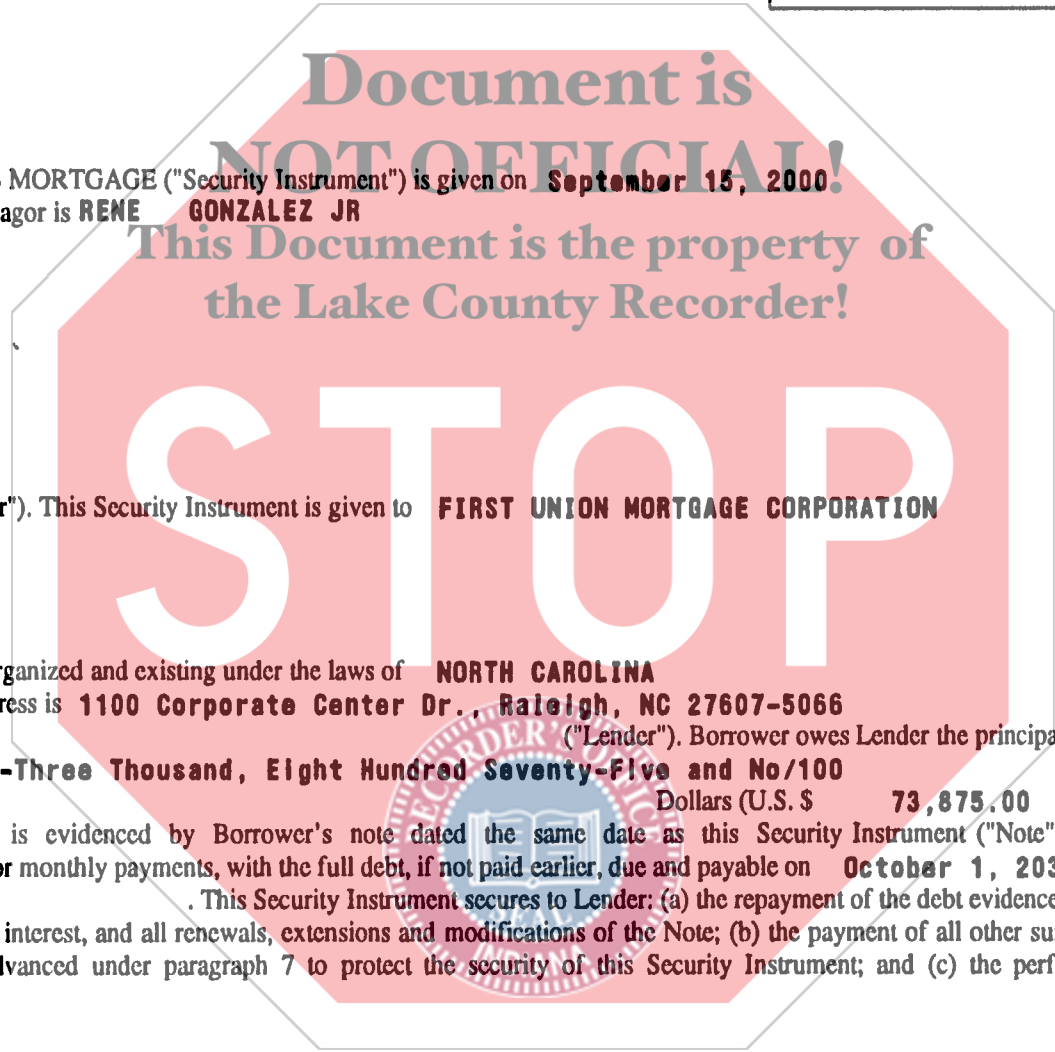 Document is
NOT OFFICIAL!
MORTGAGE ("Security Instrument") is given on September 15, 2000
agor is RENE GONZALEZ JR
This Document is the property of
the Lake County Recorder!
STOP
r"). This Security Instrument is given to FIRST UNION MORTGAGE CORPORATION
rganized and existing under the laws of NORTH CAROLINA
ress is 1100 Corporate Center Dr., Raleigh, NC 27607-5066
("Lender"). Borrower owes Lender the principa
-Three Thousand, Eight Hundred Seventy-Five and No/100
Dollars (U.S. $ 73,875.00
is evidenced by Borrower's note dated the same date as this Security Instrument ("Note"
or monthly payments, with the full debt, if not paid earlier, due and payable on October 1, 203
. This Security Instrument secures to Lender: (a) the repayment of the debt evidence
interest, and all renewals, extensions and modifications of the Note; (b) the payment of all other su
dvanced under paragraph 7 to protect the security of this Security Instrument; and (c) the perf
RECORDER'S OFFICE
SEAL
INDIANA